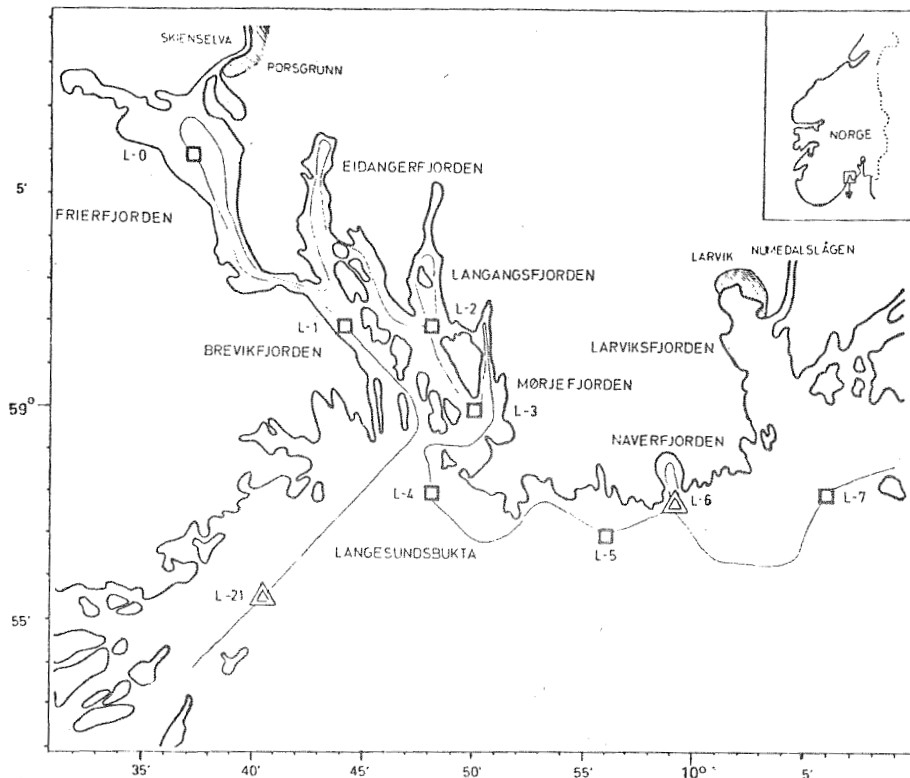 SKIENSELVA
PORSGRUNN
NORGE
L-0
EIDANGERFJORDEN
5'
FRIERFJORDEN
LARVIK
NUMEDALSLÅGEN
LANGANGSFJORDEN
L-2
L-1
BREVIKFJORDEN
LARVIKSFJORDEN
MØRJEFJORDEN
59°
L-3
NAVERFJORDEN
L-4
L-6
L-7
LANGESUNDSBUKTA
L-5
L-21
55'
35'
40'
45'
50'
55'
10°
5'